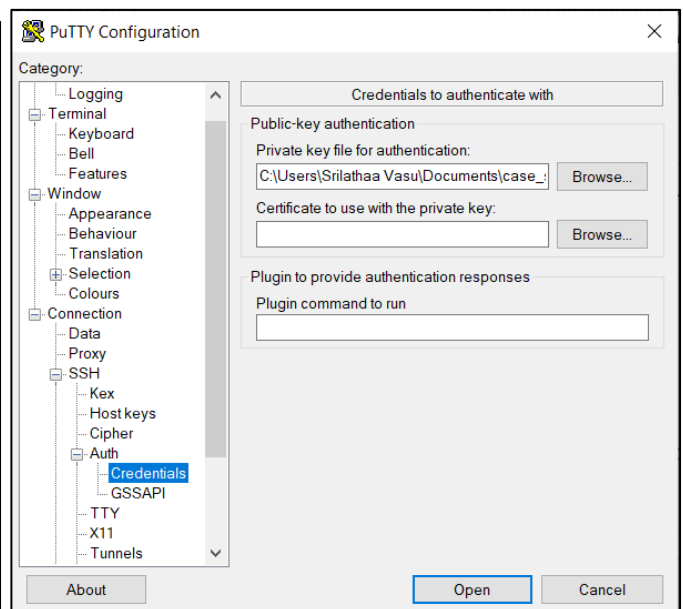 PuTTY Configuration
Category:
Logging
Terminal
Keyboard
Bell
Features
Window
Appearance
Behaviour
Translation
Selection
Colours
Connection
Data
Proxy
SSH
Kex
Host keys
Cipher
Auth
Credentials
GSSAPI
TTY
X11
Tunnels
Credentials to authenticate with
Public-key authentication
Private key file for authentication:
C:\Users\Srilathaa Vasu\Documents\case_ Browse...
Certificate to use with the private key:
Browse...
Plugin to provide authentication responses
Plugin command to run
About Open Cancel